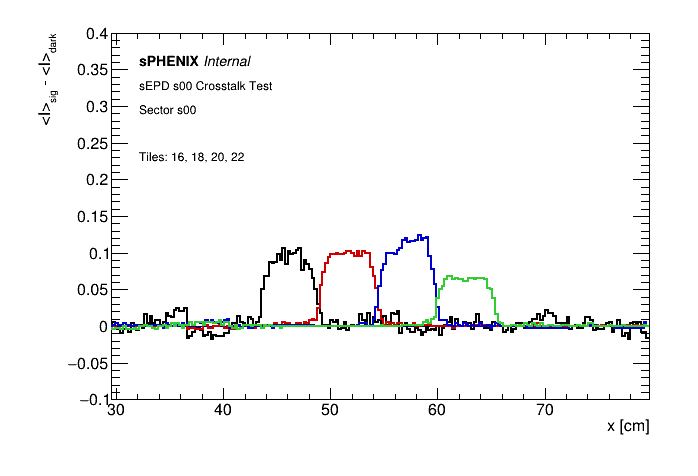 0.4
<I>sig - <I>dark
sPHENIX Internal
0.35
sEPD s00 Crosstalk Test
0.3
Sector s00
0.25
Tiles: 16, 18, 20, 22
0.2
0.15
0.1
0.05
0
−0.05
−0.1
30 40 50 60 70
x [cm]